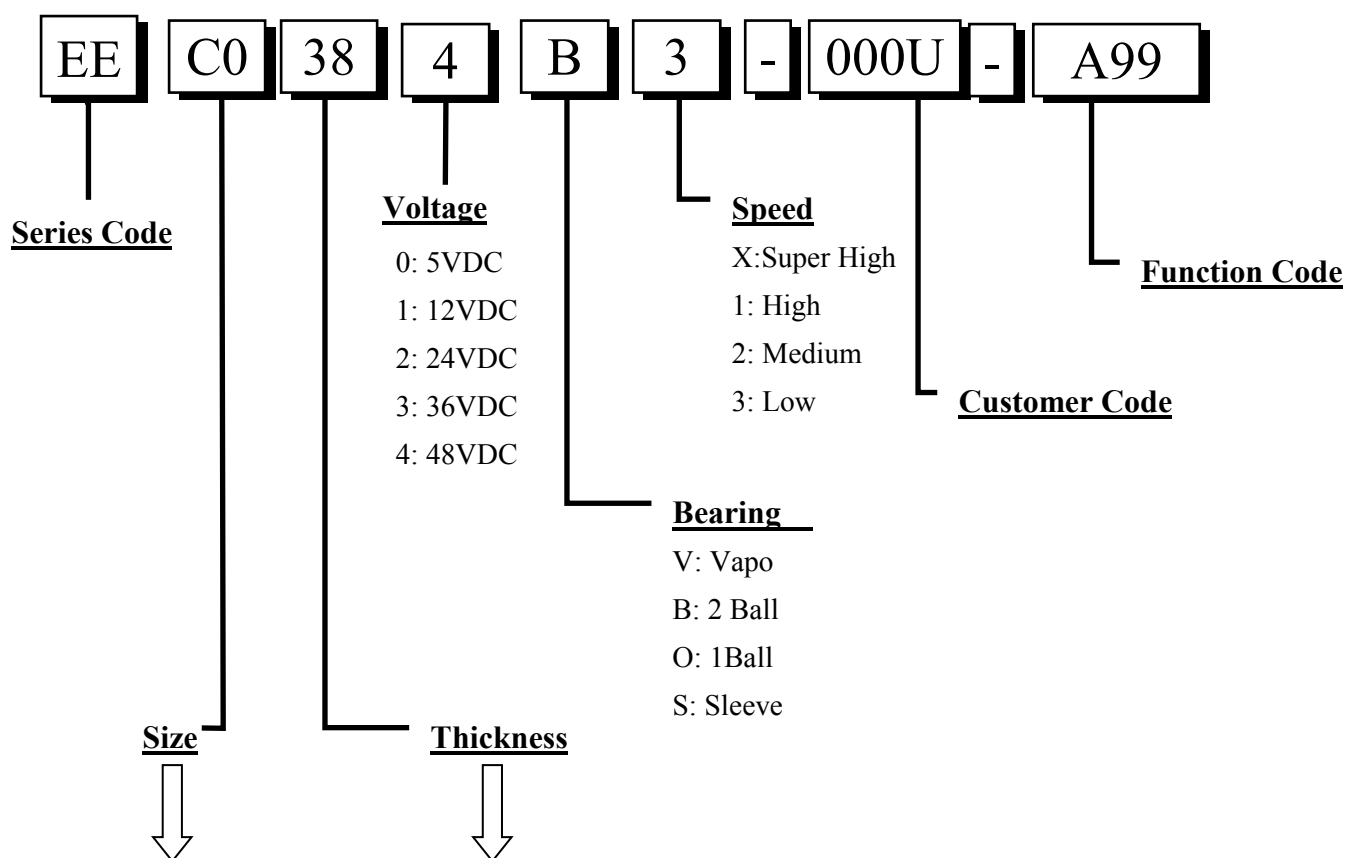 EE C0 38 4 B 3 - 000U - A99
Series Code
Voltage
0: 5VDC
1: 12VDC
2: 24VDC
3: 36VDC
4: 48VDC
Speed
X:Super High
1: High
2: Medium
3: Low
Function Code
Customer Code
Bearing
V: Vapo
B: 2 Ball
O: 1Ball
S: Sleeve
Size
Thickness